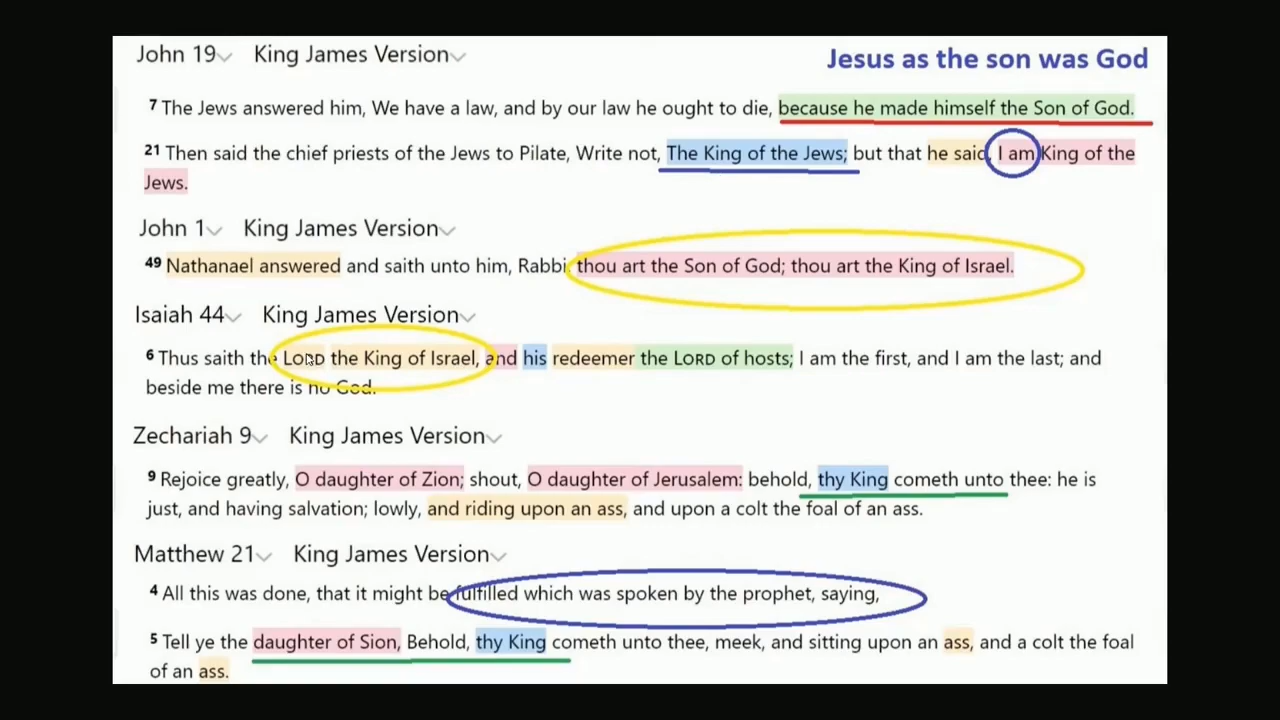 John 19 King James Version Jesus as the son was God
7 The Jews answered him, We have a law, and by our law he ought to die, because he made himself the Son of God.
21 Then said the chief priests of the Jews to Pilate, Write not, The King of the Jews; but that he said, I am King of the
Jews.
John 1 King James Version
49 Nathanael answered and saith unto him, Rabbi, thou art the Son of God; thou art the King of Israel.
Isaiah 44 King James Version
6 Thus saith the LORD the King of Israel, and his redeemer the LORD of hosts; I am the first, and I am the last; and
beside me there is no God.
Zechariah 9 King James Version
9 Rejoice greatly, O daughter of Zion; shout, O daughter of Jerusalem: behold, thy King cometh unto thee: he is
just, and having salvation; lowly, and riding upon an ass, and upon a colt the foal of an ass.
Matthew 21 King James Version
4 All this was done, that it might be fulfilled which was spoken by the prophet, saying,
5 Tell ye the daughter of Sion, Behold, thy King cometh unto thee, meek, and sitting upon an ass, and a colt the foal
of an ass.